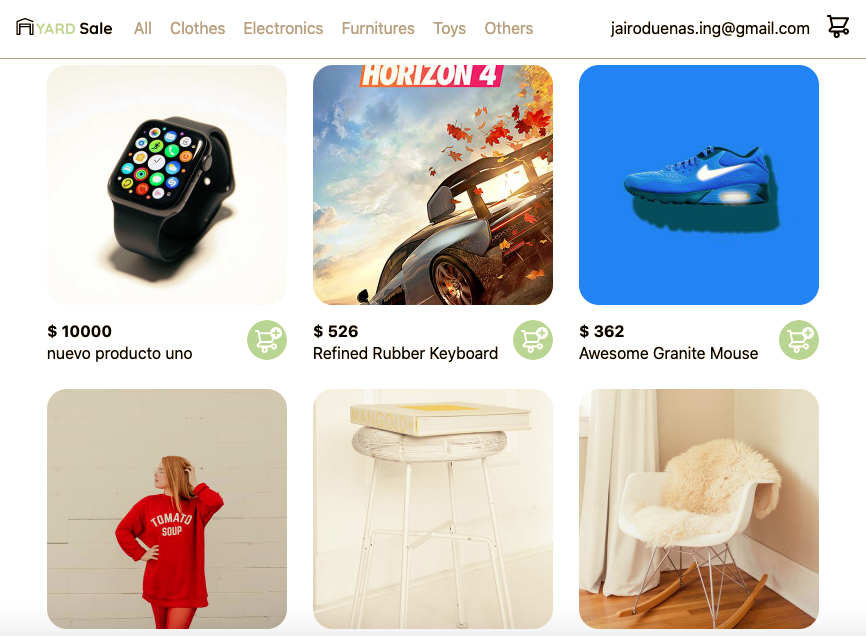 YARD Sale All Clothes Electronics Furnitures Toys Others jairoduenas.ing@gmail.com
HORIZON 4
$ 10000
nuevo producto uno
$ 526
Refined Rubber Keyboard
$ 362
Awesome Granite Mouse
TOMATO
SOUP
MANGOLD